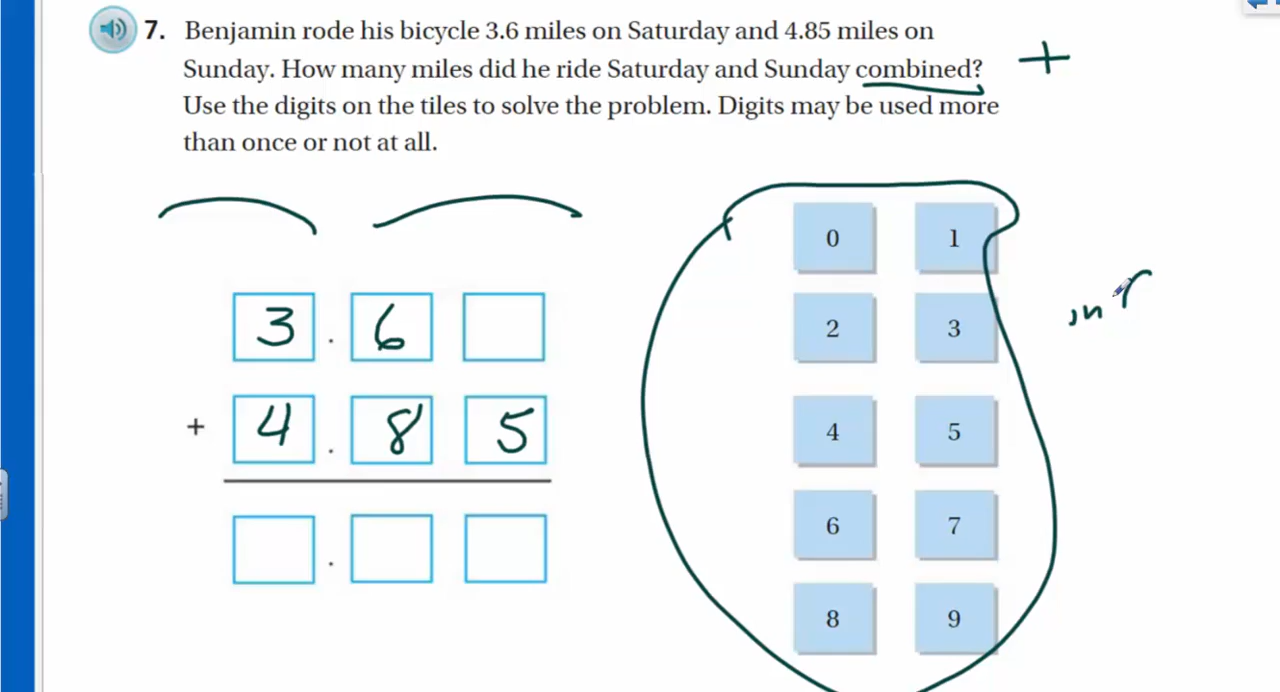 7. Benjamin rode his bicycle 3.6 miles on Saturday and 4.85 miles on
Sunday. How many miles did he ride Saturday and Sunday combined?
Use the digits on the tiles to solve the problem. Digits may be used more
than once or not at all.
+
3 . 6
+ 4 . 8 5
.
0 1
2 3
4 5
6 7
8 9